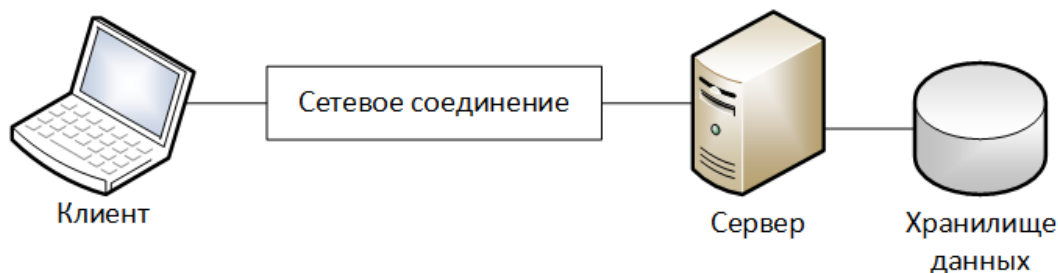 Сетевое соединение
Клиент
Сервер
Хранилище
данных